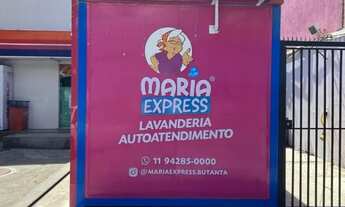 MARIA
EXPRESS
LAVANDERIA
AUTOATENDIMENTO
11 94285-0000
@MARIAEXPRESS.BUTANTA